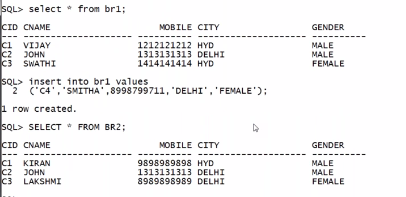 SQL> select * from br1;
CID CNAME MOBILE CITY GENDER
--- -------------------- ---------- -------------------- ---------------
C1 VIJAY 1212121212 HYD MALE
C2 JOHN 1313131313 DELHI MALE
C3 SWATHI 1414141414 HYD FEMALE
SQL> insert into br1 values
2 ('C4','SMITHA',8998799711,'DELHI','FEMALE');
1 row created.
SQL> SELECT * FROM BR2;
CID CNAME MOBILE CITY GENDER
--- -------------------- ---------- -------------------- ---------------
C1 KIRAN 9898989898 HYD MALE
C2 JOHN 1313131313 DELHI MALE
C3 LAKSHMI 8989898989 DELHI FEMALE